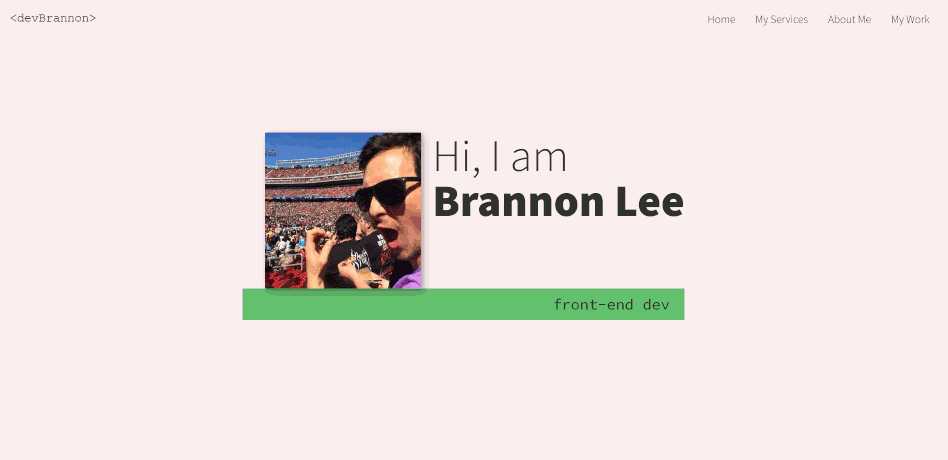 <devBrannon>
Home My Services About Me My Work
Hi, I am
Brannon Lee
front-end dev